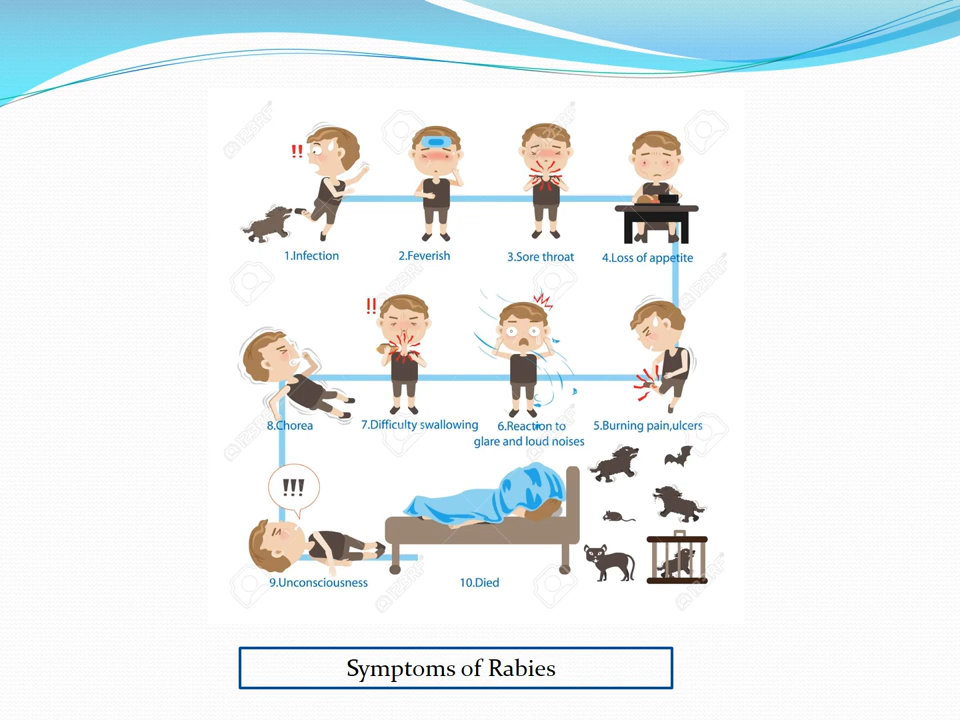 !!
1.Infection
2.Feverish
3.Sore throat
4.Loss of appetite
!!
8.Chorea
7.Difficulty swallowing
6.Reaction to
glare and loud noises
5.Burning pain,ulcers
!!!
9.Unconsciousness
10.Died
Symptoms of Rabies